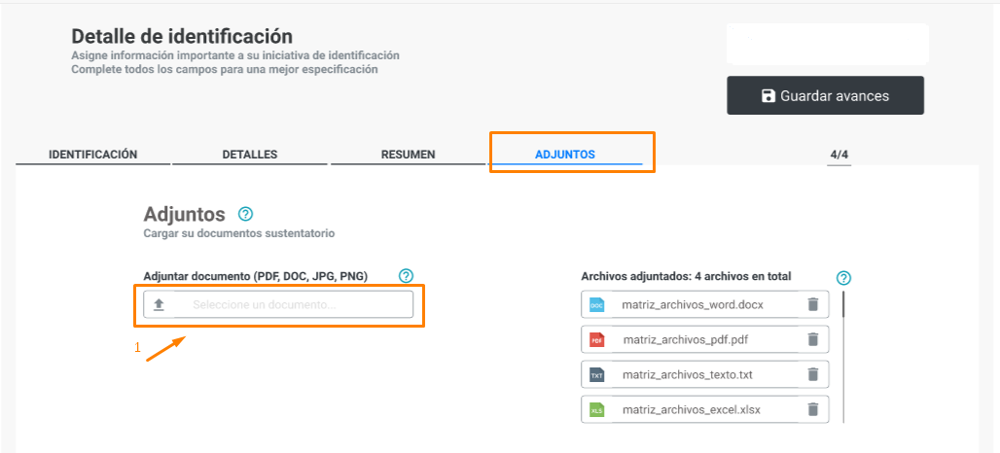 Detalle de identificación
Asigne información importante a su iniciativa de identificación
Complete todos los campos para una mejor especificación
Guardar avances
IDENTIFICACIÓN DETALLES RESUMEN ADJUNTOS 4/4
Adjuntos ?
Cargar su documentos sustentatorio
Adjuntar documento (PDF, DOC, JPG, PNG) ?
Seleccione un documento...
1
Archivos adjuntados: 4 archivos en total ?
DOC matriz_archivos_word.docx
PDF matriz_archivos_pdf.pdf
TXT matriz_archivos_texto.txt
XLS matriz_archivos_excel.xlsx